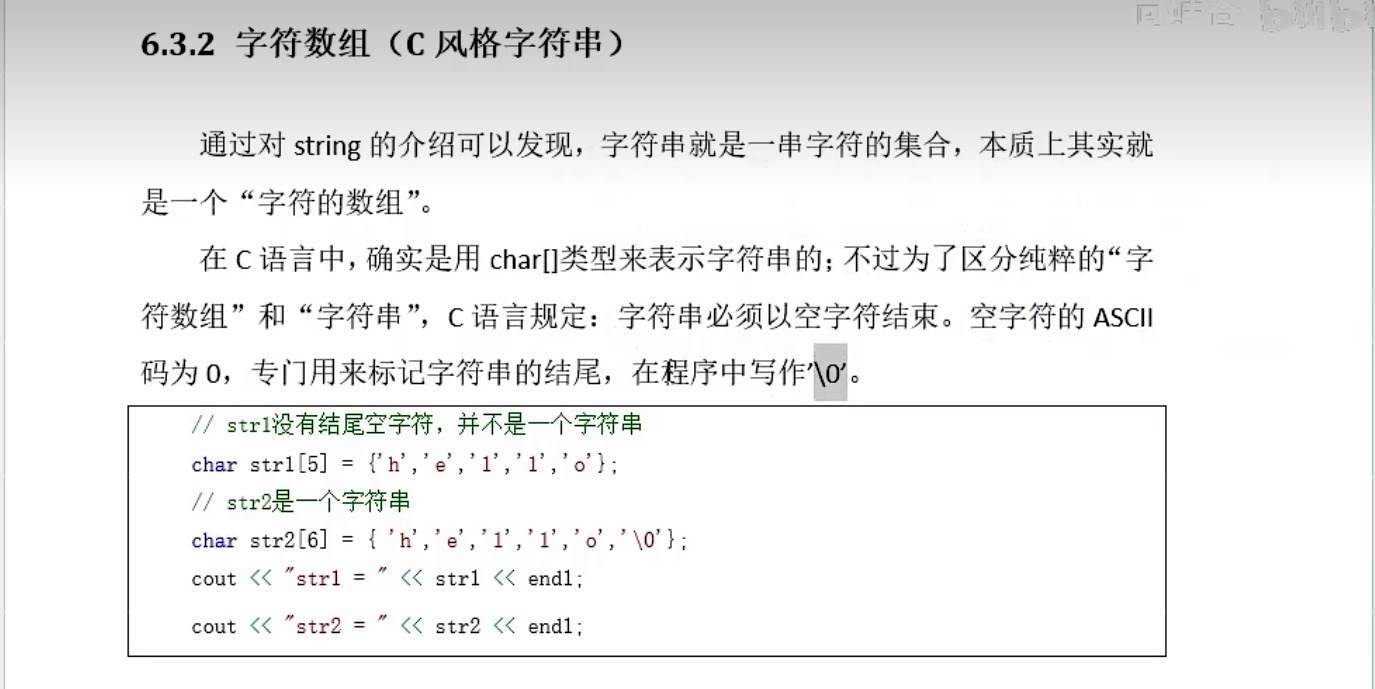 6.3.2 字符数组（C 风格字符串）
通过对 string 的介绍可以发现，字符串就是一串字符的集合，本质上其实就
是一个“字符的数组”。
在 C 语言中，确实是用 char[]类型来表示字符串的；不过为了区分纯粹的“字
符数组”和“字符串”，C 语言规定：字符串必须以空字符结束。空字符的 ASCII
码为 0，专门用来标记字符串的结尾，在程序中写作’\0’。
// str1没有结尾空字符，并不是一个字符串
char str1[5] = {'h','e','l','l','o'};
// str2是一个字符串
char str2[6] = { 'h','e','l','l','o','\0'};
cout << "str1 = " << str1 << endl;
cout << "str2 = " << str2 << endl;